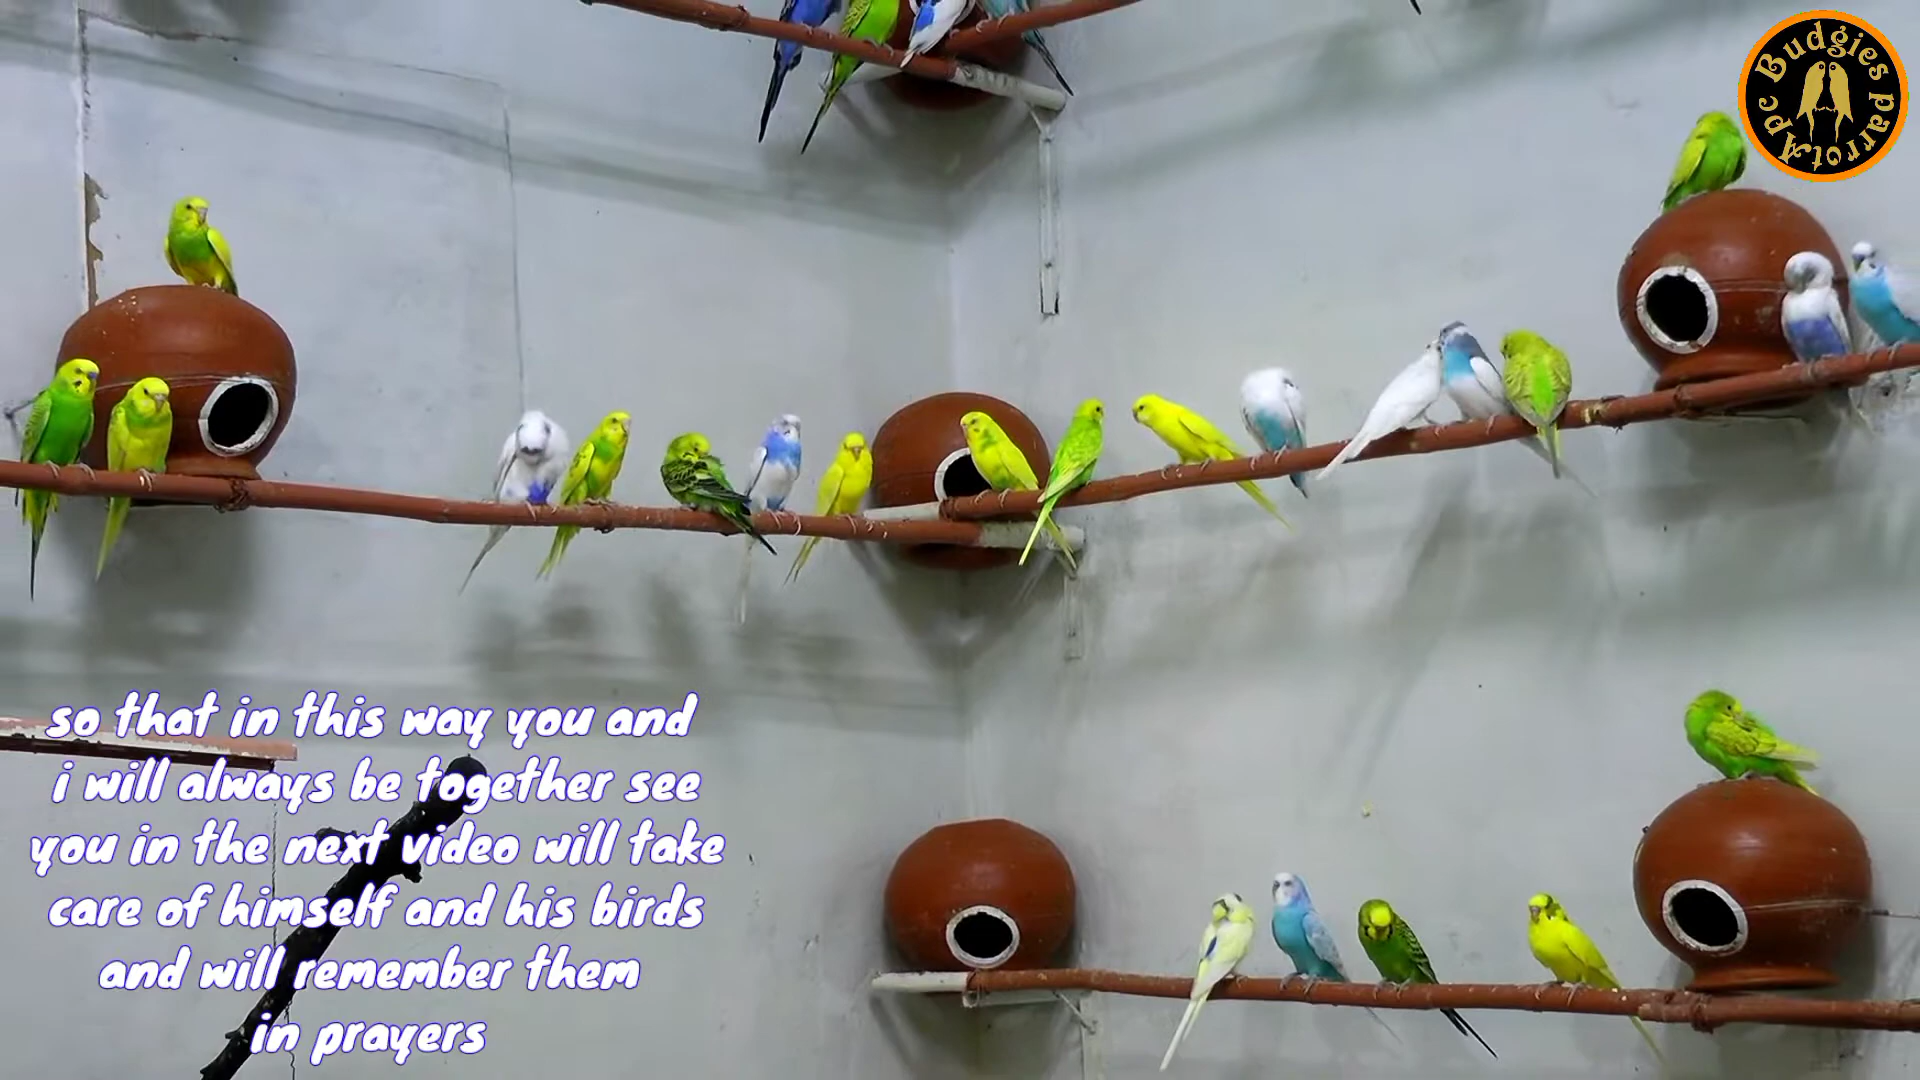 Apc Budgies parrot
so that in this way you and
i will always be together see
you in the next video will take
care of himself and his birds
and will remember them
in prayers